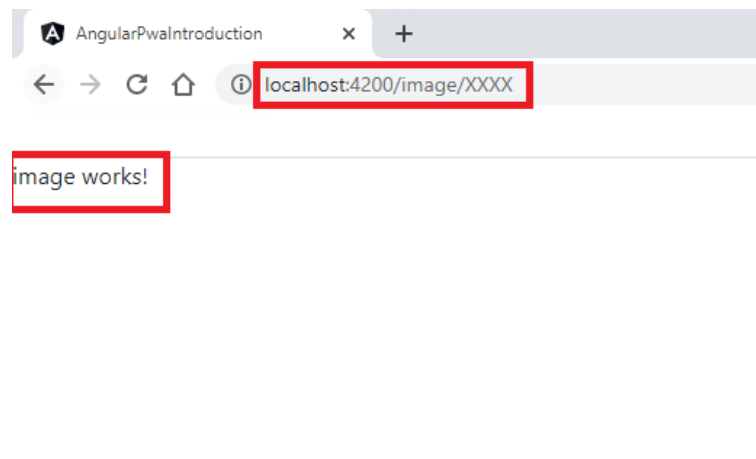 AngularPwaIntroduction
localhost:4200/image/XXXX
image works!